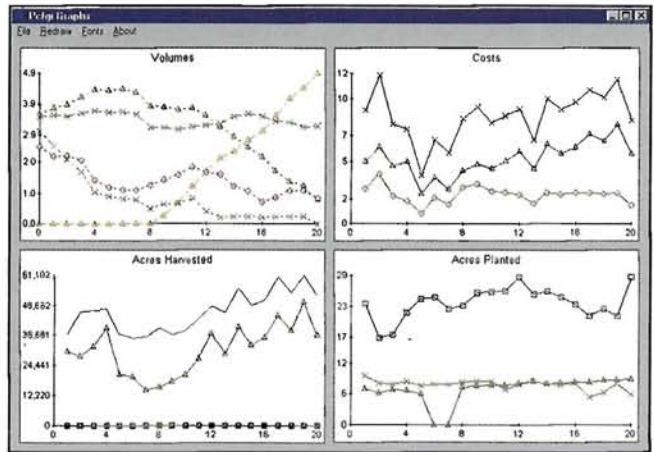 Graphs
File Redraw Fonts About
Volumes
4.9
3.9
2.9
2.0
1.0
0.0
0 4 8 12 16 20
Costs
12
10
7
5
2
0
0 4 8 12 16 20
Acres Harvested
61,102
48,882
36,661
24,441
12,220
0
0 4 8 12 16 20
Acres Planted
29
23
17
12
6
0
0 4 8 12 16 20